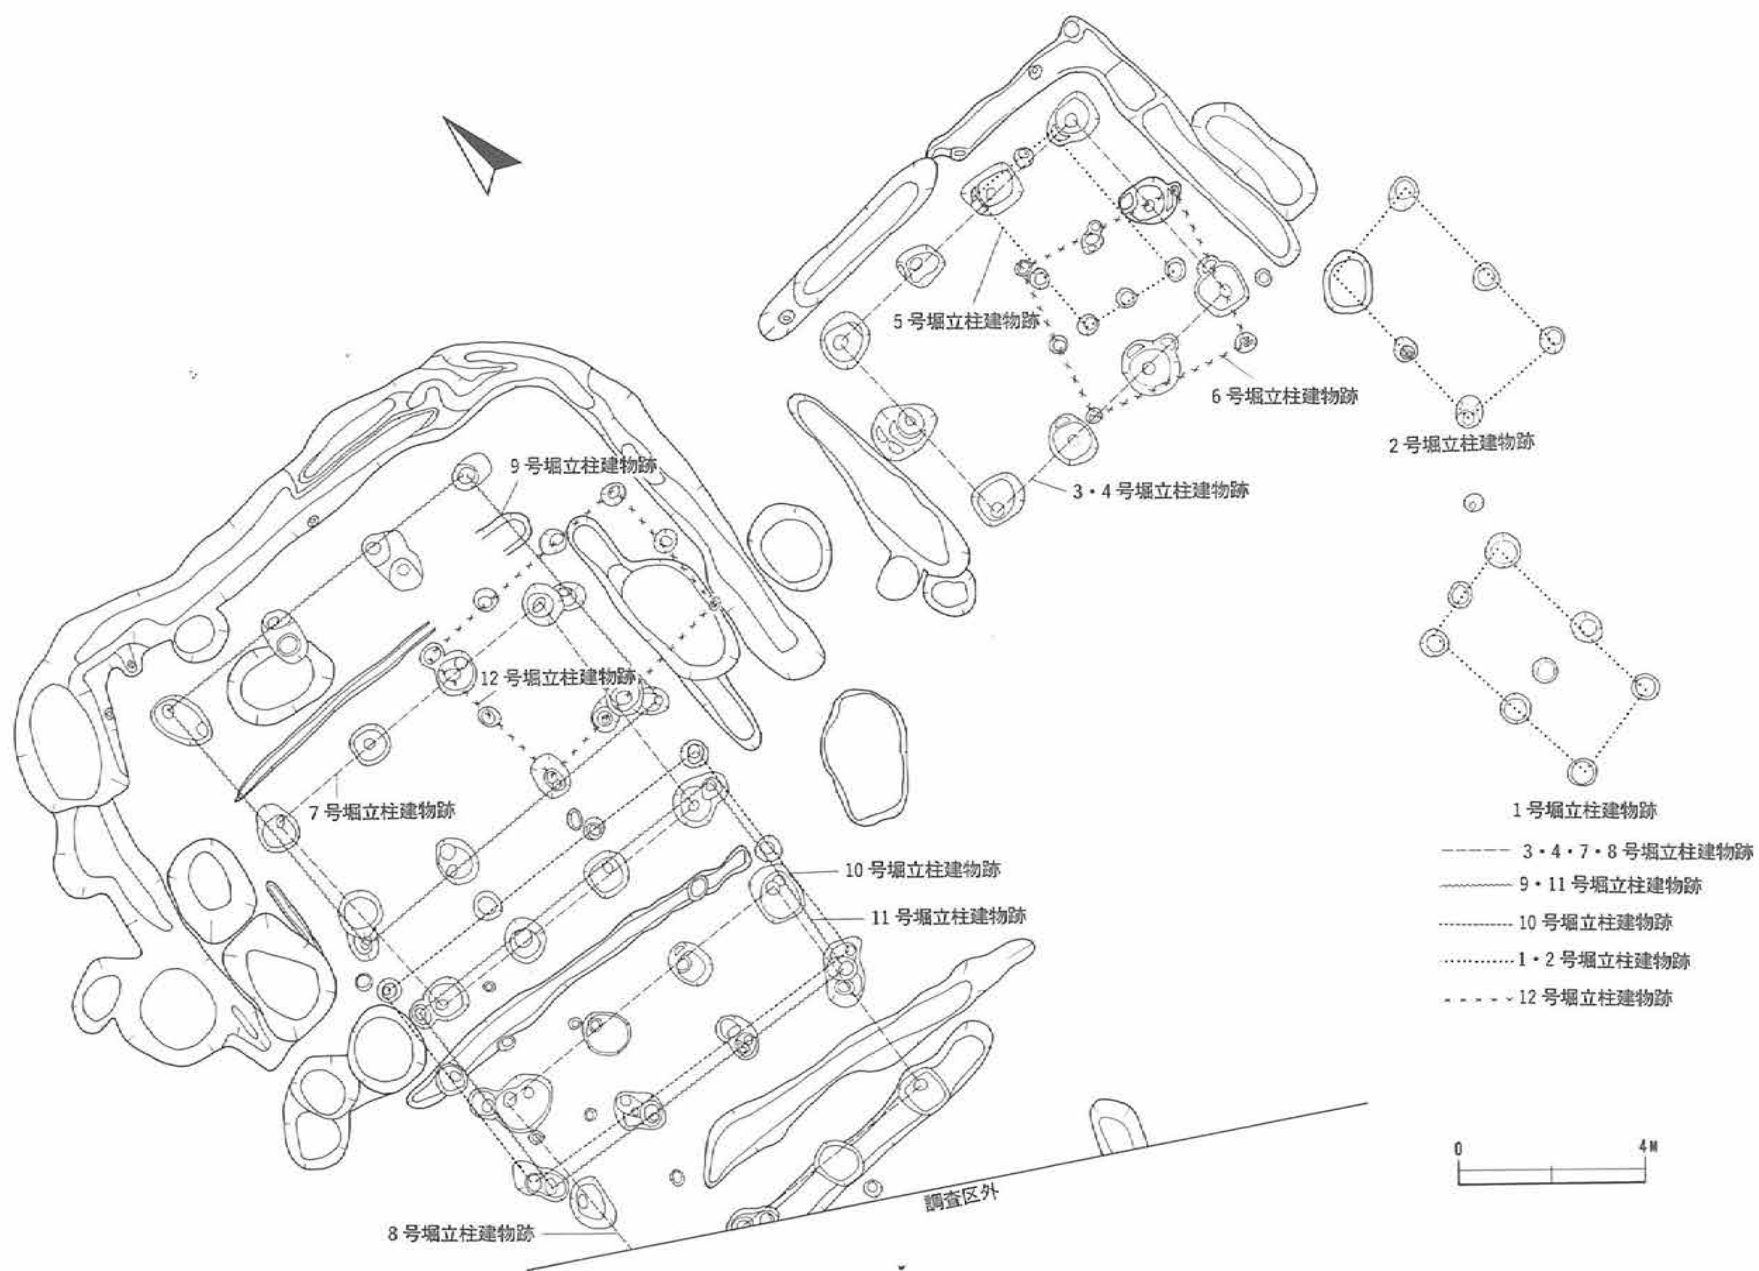 5号堀立柱建物跡
6号堀立柱建物跡
2号堀立柱建物跡
9号堀立柱建物跡
3・4号堀立柱建物跡
12号堀立柱建物跡
7号堀立柱建物跡
1号堀立柱建物跡
10号堀立柱建物跡
11号堀立柱建物跡
3・4・7・8号堀立柱建物跡
9・11号堀立柱建物跡
10号堀立柱建物跡
1・2号堀立柱建物跡
12号堀立柱建物跡
0 4M
調査区外
8号堀立柱建物跡